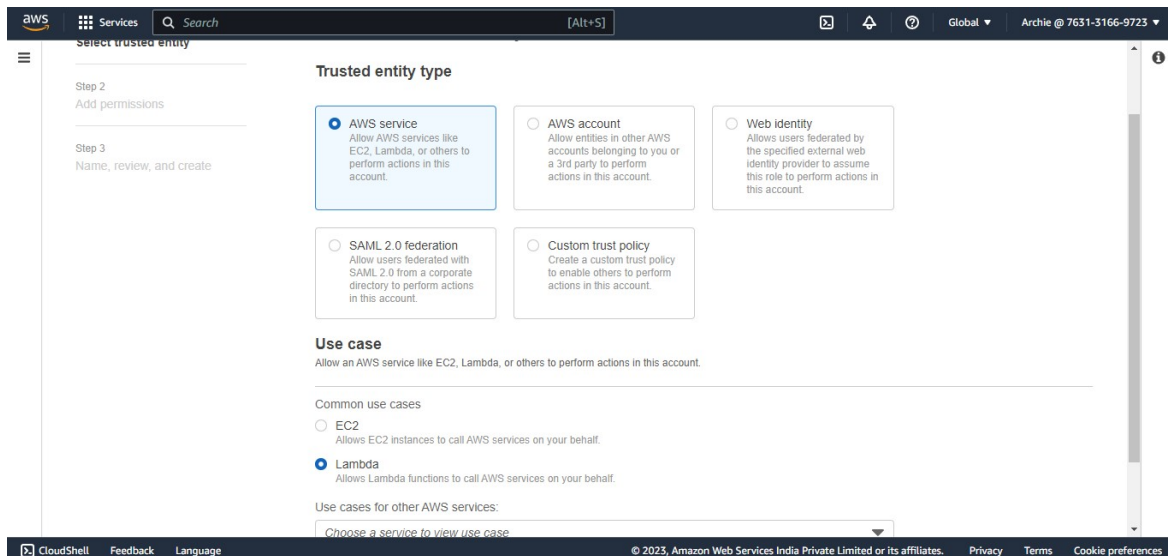 aws
Services
Search
[Alt+S]
Global
Archie @ 7631-3166-9723
Select trusted entity
Step 2
Add permissions
Step 3
Name, review, and create
Trusted entity type
AWS service
Allow AWS services like
EC2, Lambda, or others to
perform actions in this
account.
AWS account
Allow entities in other AWS
accounts belonging to you or
a 3rd party to perform
actions in this account.
Web identity
Allows users federated by
the specified external web
identity provider to assume
this role to perform actions in
this account.
SAML 2.0 federation
Allow users federated with
SAML 2.0 from a corporate
directory to perform actions
in this account.
Custom trust policy
Create a custom trust policy
to enable others to perform
actions in this account.
Use case
Allow an AWS service like EC2, Lambda, or others to perform actions in this account.
Common use cases
EC2
Allows EC2 instances to call AWS services on your behalf.
Lambda
Allows Lambda functions to call AWS services on your behalf.
Use cases for other AWS services:
Choose a service to view use case
CloudShell
Feedback
Language
© 2023, Amazon Web Services India Private Limited or its affiliates.
Privacy
Terms
Cookie preferences